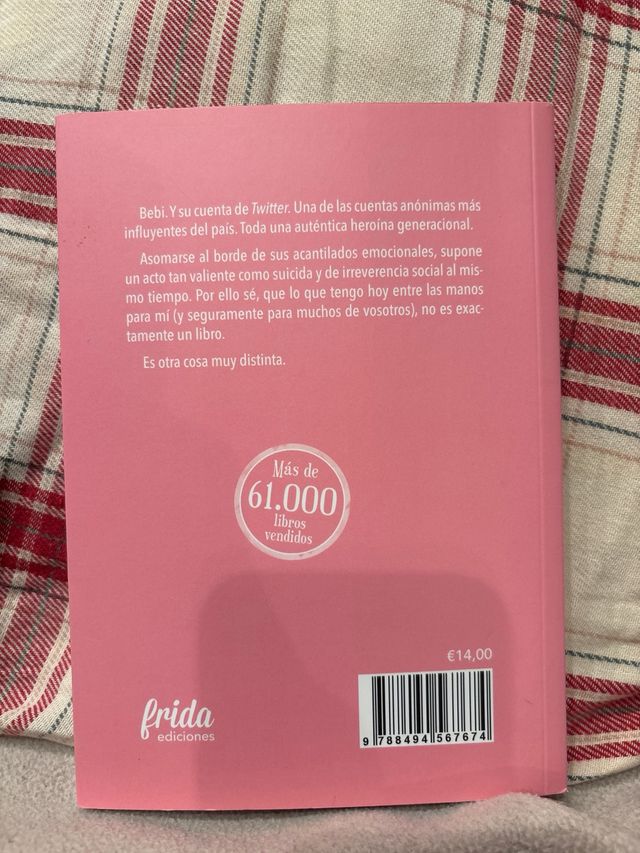 Bebi. Y su cuenta de Twitter. Una de las cuentas anónimas más
influyentes del país. Toda una auténtica heroína generacional.
Asomarse al borde de sus acantilados emocionales, supone
un acto tan valiente como suicida y de irreverencia social al mis-
mo tiempo. Por ello sé, que lo que tengo hoy entre las manos
para mí (y seguramente para muchos de vosotros), no es exac-
tamente un libro.
Es otra cosa muy distinta.
Más de
61.000
libros
vendidos
€14,00
frida
ediciones
9 788494 567674